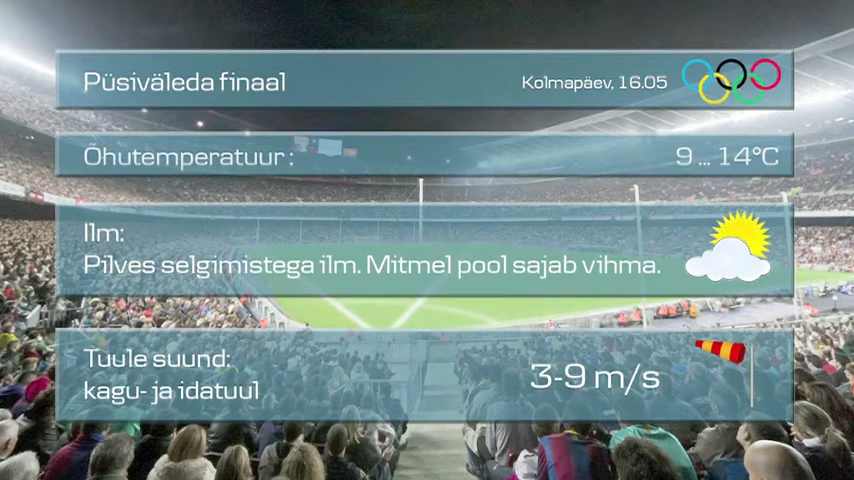 Püsiväleda finaal
Kolmapäev, 16.05
Õhutemperatuur:
9 ... 14°C
Ilm:
Pilves selgimistega ilm. Mitmel pool sajab vihma.
Tuule suund:
kagu- ja idatuul
3-9 m/s